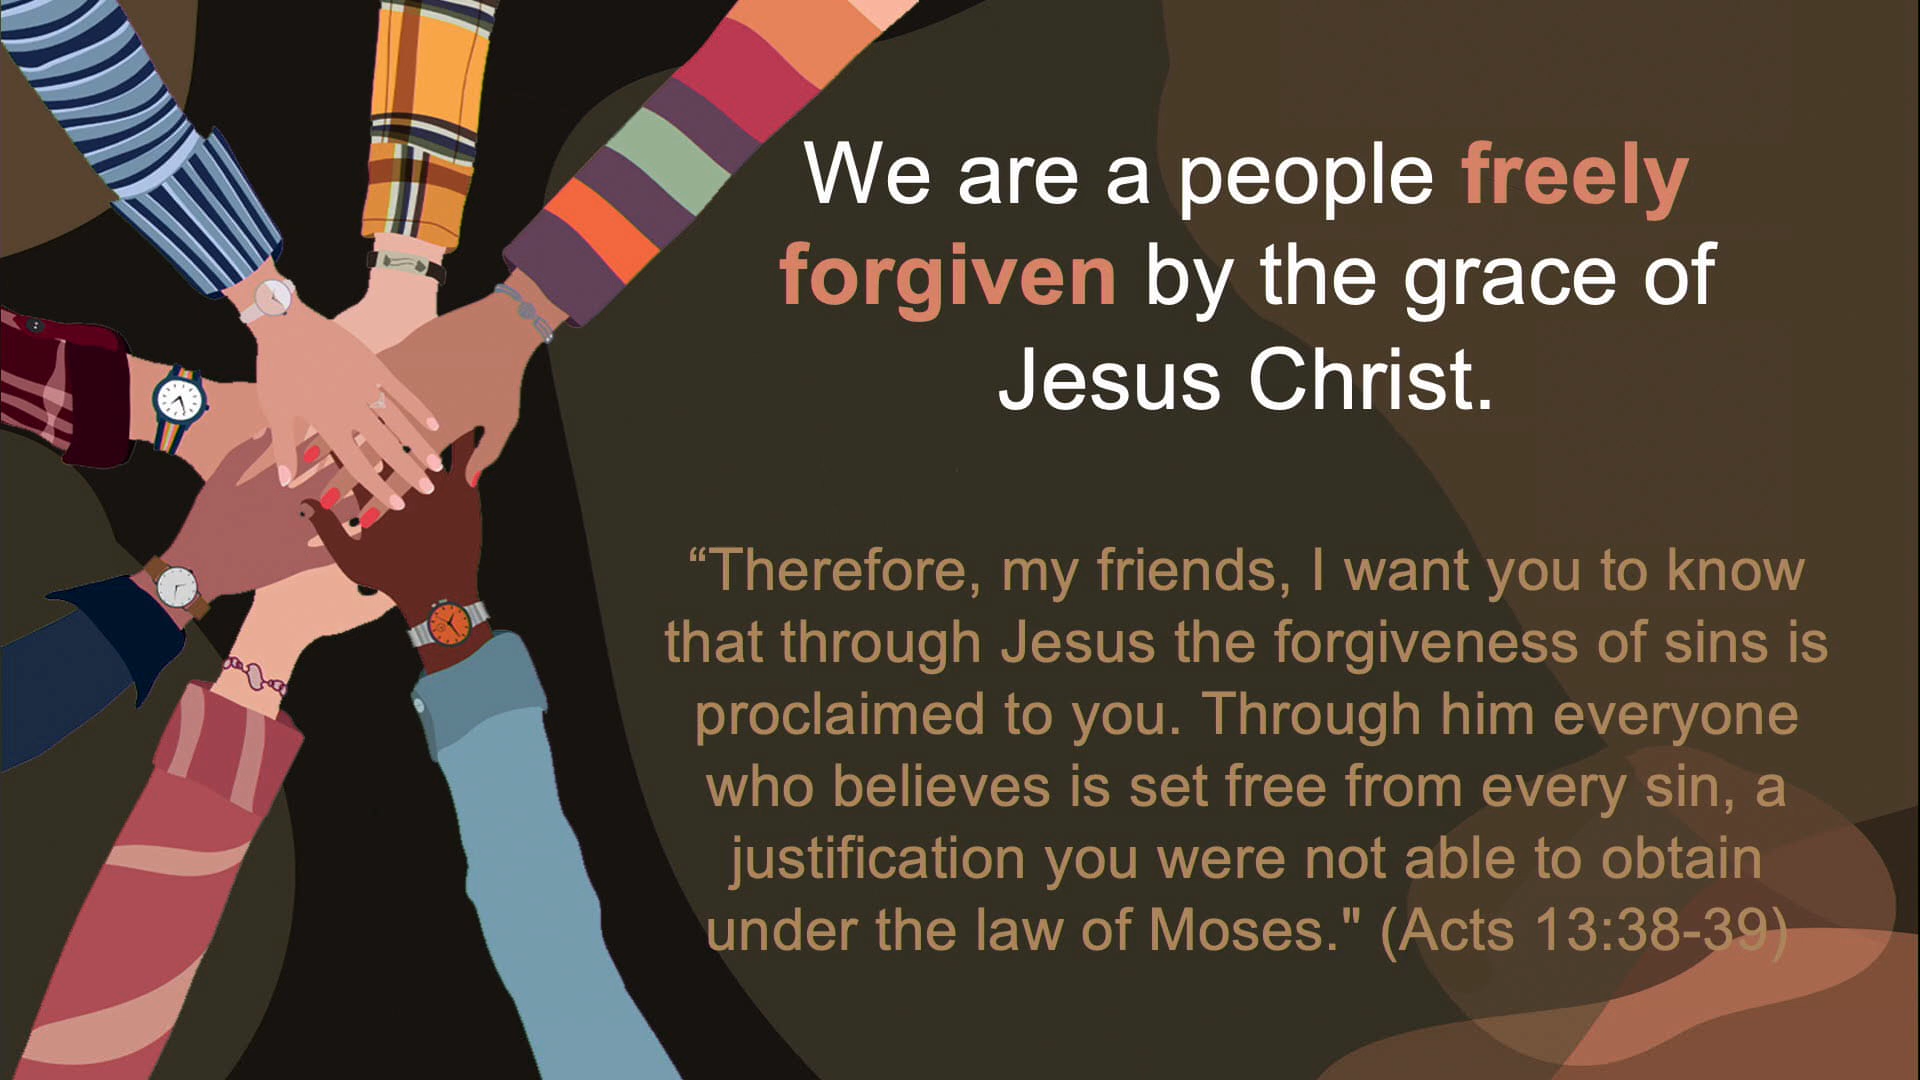 We are a people freely
forgiven by the grace of
Jesus Christ.
“Therefore, my friends, I want you to know
that through Jesus the forgiveness of sins is
proclaimed to you. Through him everyone
who believes is set free from every sin, a
justification you were not able to obtain
under the law of Moses." (Acts 13:38-39)